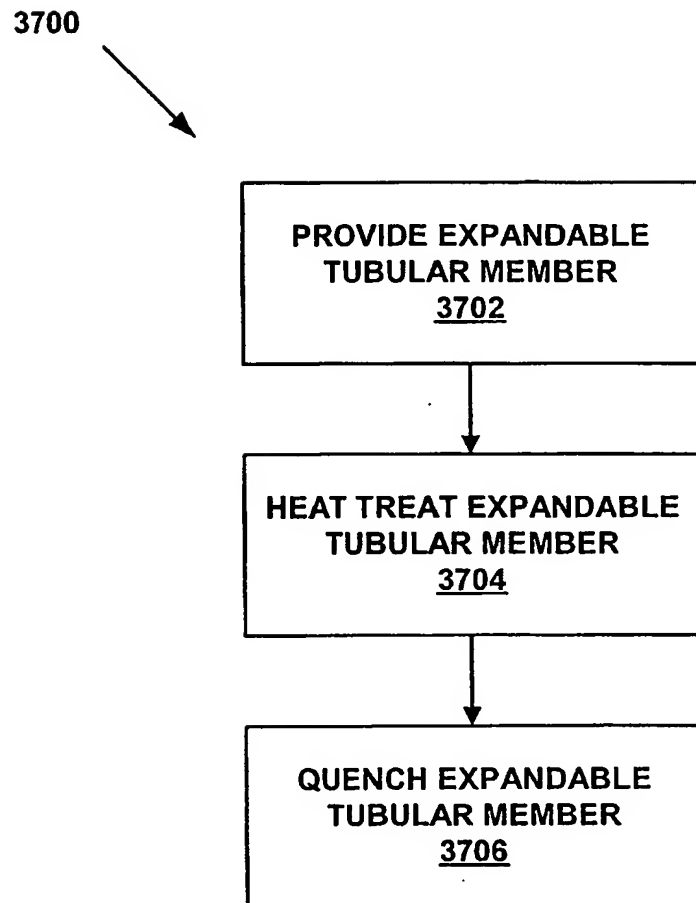 3700
PROVIDE EXPANDABLE
TUBULAR MEMBER
3702
HEAT TREAT EXPANDABLE
TUBULAR MEMBER
3704
QUENCH EXPANDABLE
TUBULAR MEMBER
3706